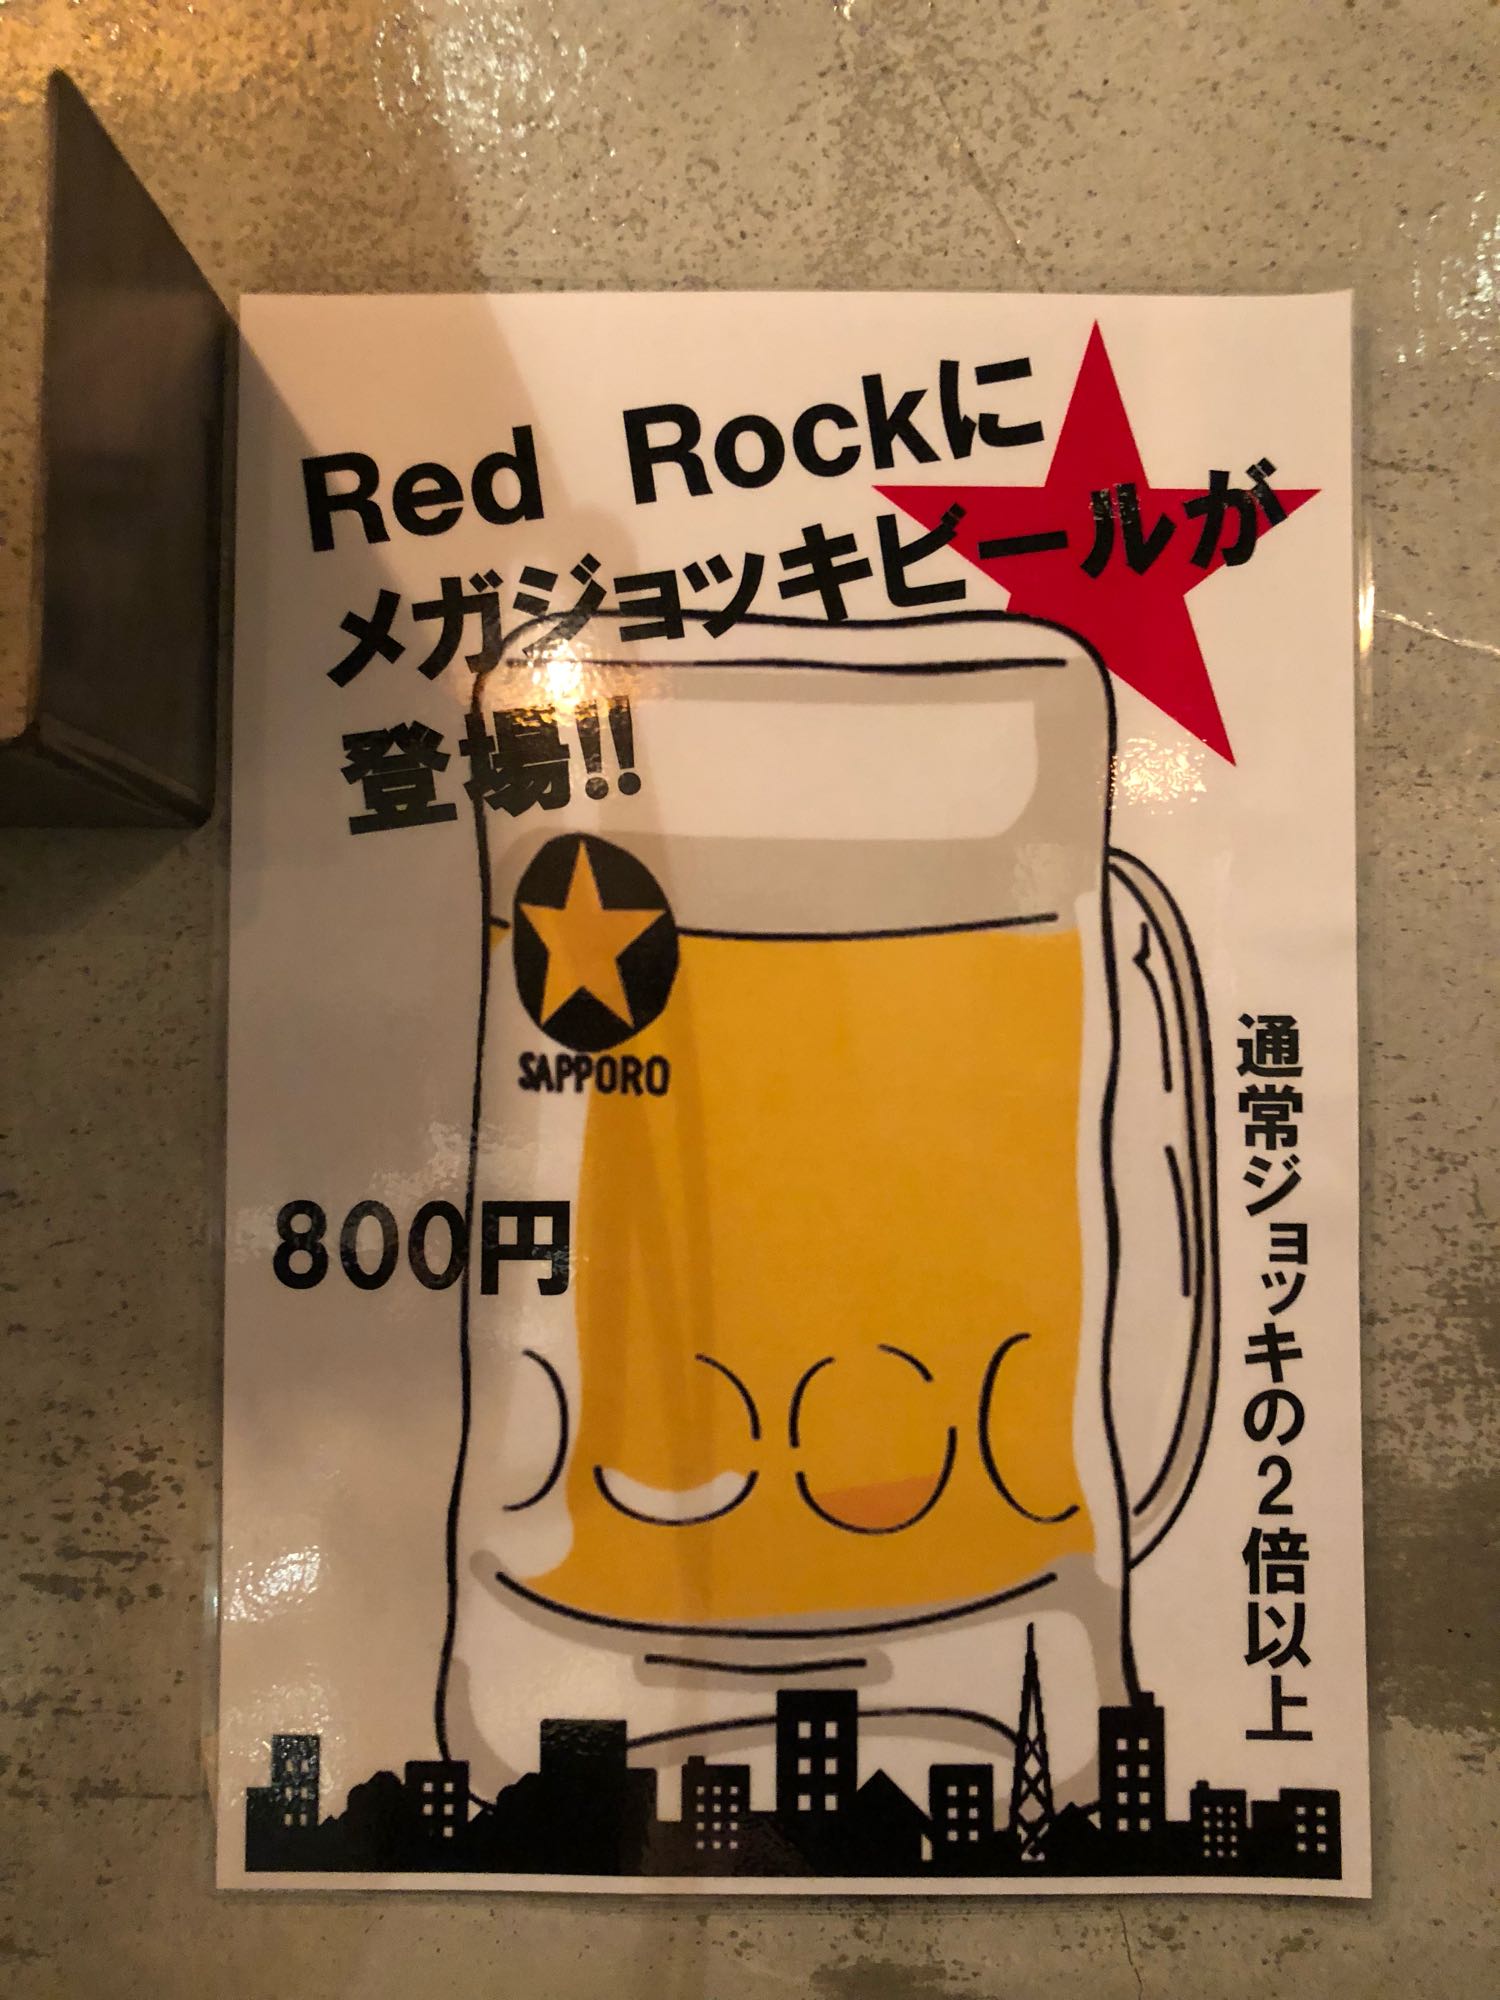 Red Rockに
メガジョッキビールが
登場!!
SAPPORO
800円
通常ジョッキの2倍以上